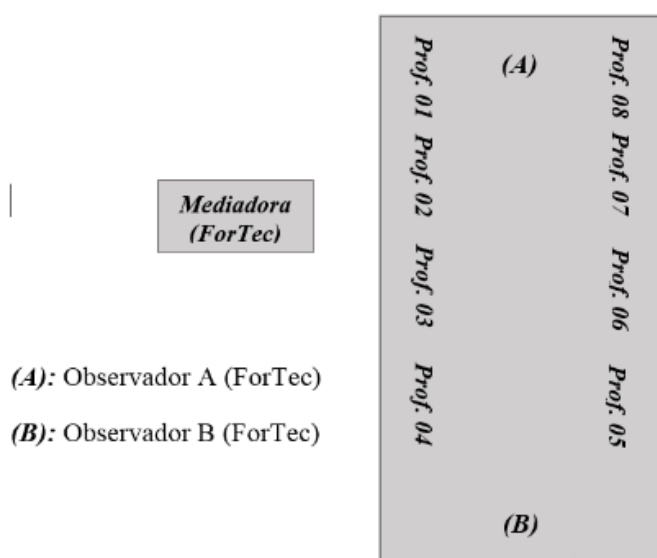 Prof. 01
(A)
Prof. 08
Prof. 02
Prof. 07
Mediadora
(ForTec)
Prof. 03
Prof. 06
(A): Observador A (ForTec)
Prof. 04
Prof. 05
(B): Observador B (ForTec)
(B)